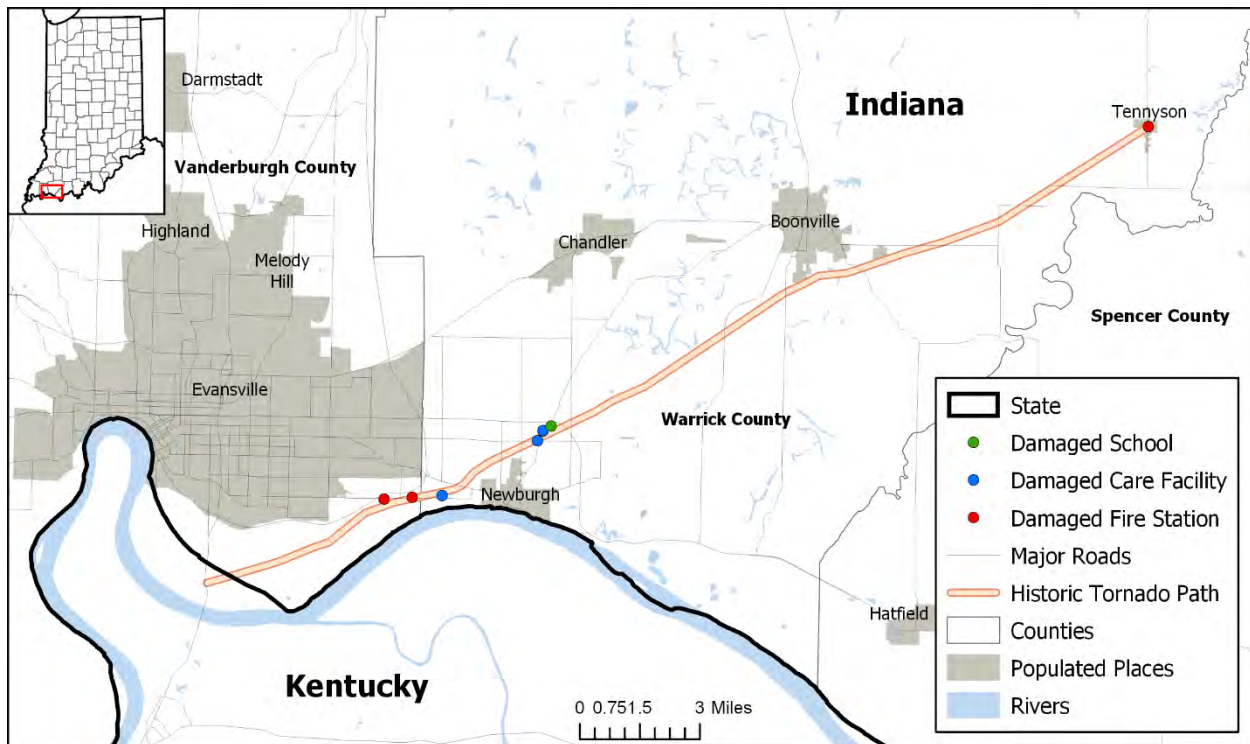 Darmstadt
Indiana
Tennyson
Vanderburgh County
Highland
Melody
Hill
Chandler
Boonville
Spencer County
Evansville
Warrick County
Newburgh
Hatfield
Kentucky
0 0.751.5 3 Miles
State
Damaged School
Damaged Care Facility
Damaged Fire Station
Major Roads
Historic Tornado Path
Counties
Populated Places
Rivers